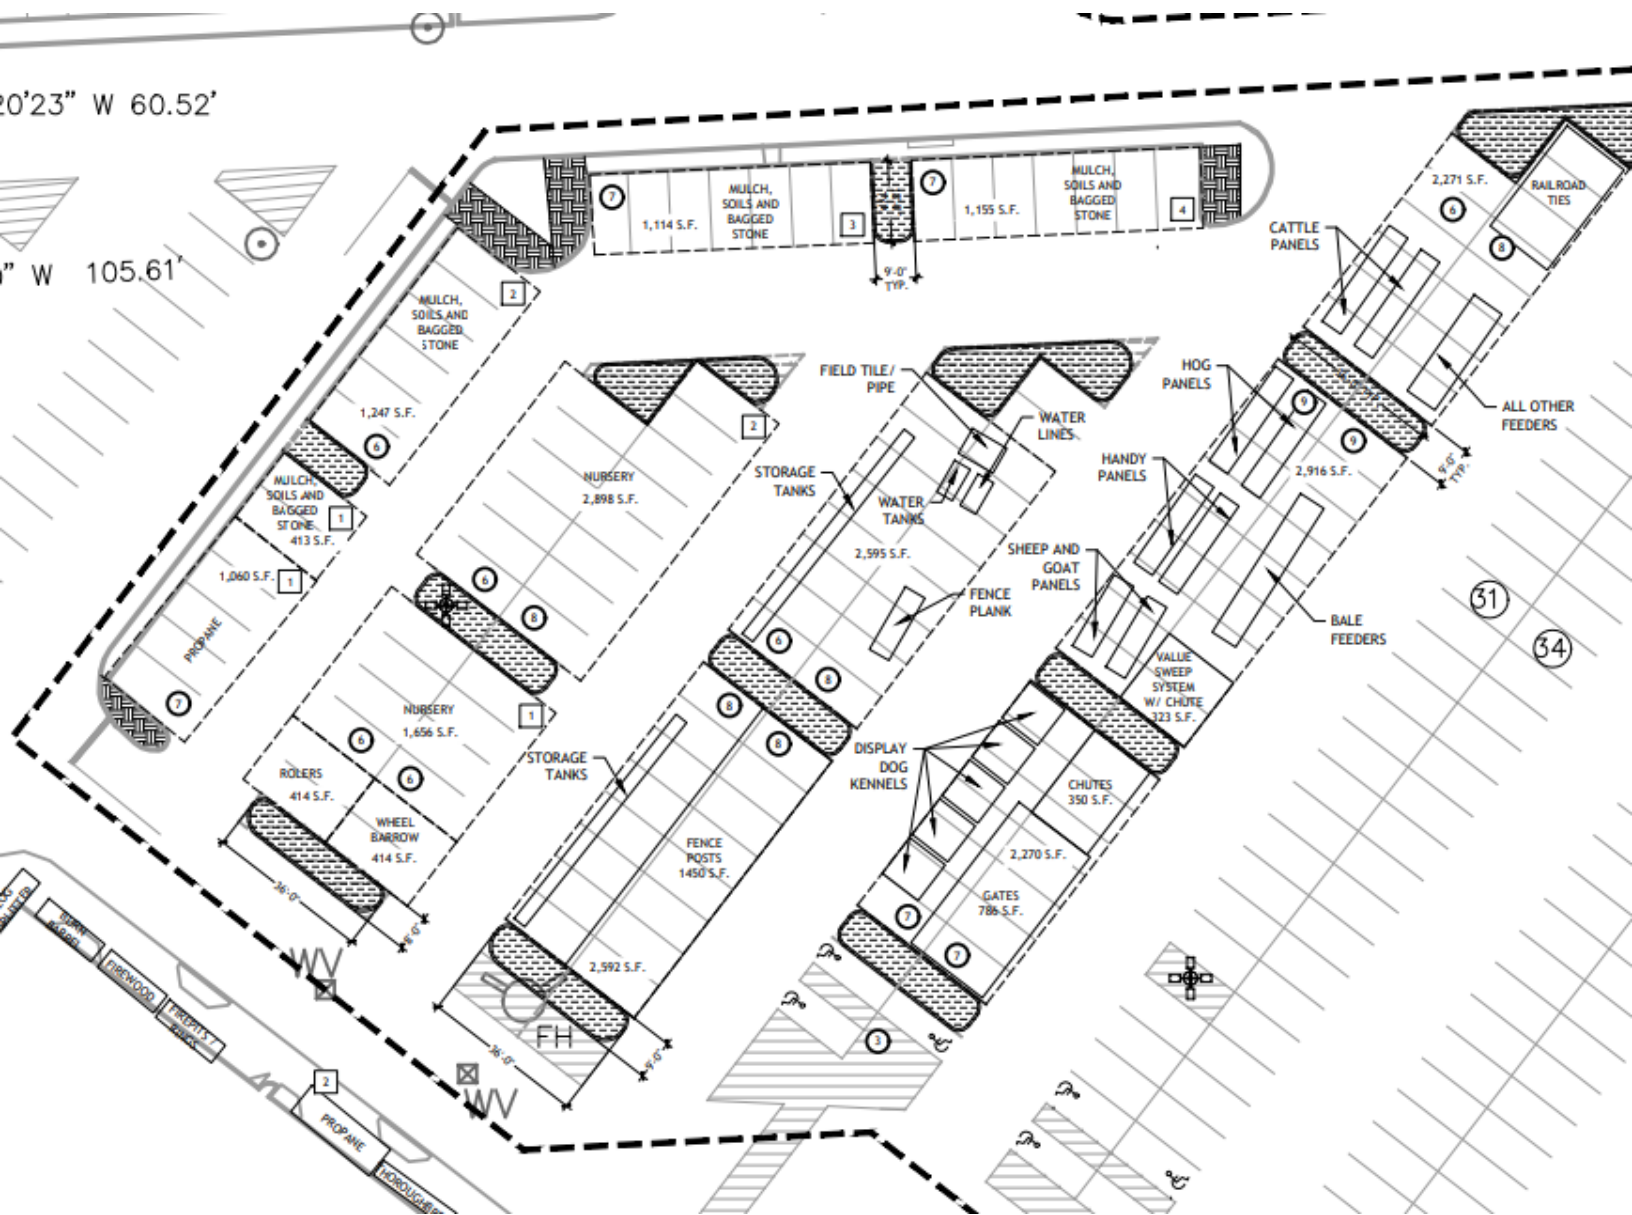 20'23" W 60.52'
" W 105.61'
7
1,114 S.F.
MULCH,
SOILS AND
BAGGED
STONE
3
9'-0"
TYP.
7
1,155 S.F.
MULCH,
SOILS AND
BAGGED
STONE
4
2,271 S.F.
6
8
RAILROAD
TIES
CATTLE
PANELS
ALL OTHER
FEEDERS
MULCH,
SOILS AND
BAGGED
STONE
2
1,247 S.F.
6
MULCH,
SOILS AND
BAGGED
STONE
413 S.F.
1
1,060 S.F.
1
PROPANE
7
NURSERY
2,898 S.F.
2
6
8
NURSERY
1,656 S.F.
1
6
6
ROLERS
414 S.F.
WHEEL
BARROW
414 S.F.
36'-0"
8'-0"
FIELD TILE/
PIPE
WATER
LINES
STORAGE
TANKS
WATER
TANKS
2,595 S.F.
FENCE
PLANK
6
8
8
8
STORAGE
TANKS
FENCE
POSTS
1450 S.F.
2,592 S.F.
36'-0"
9'-0"
HOG
PANELS
9
9
2,916 S.F.
9'-0"
TYP.
HANDY
PANELS
SHEEP AND
GOAT
PANELS
BALE
FEEDERS
VALUE
SWEEP
SYSTEM
W/ CHUTE
323 S.F.
DISPLAY
DOG
KENNELS
CHUTES
350 S.F.
2,270 S.F.
GATES
786 S.F.
7
7
3
31
34
WV
FH
WV
BURN
BARREL
FIREWOOD
FIREPITS /
RINGS
2
PROPANE